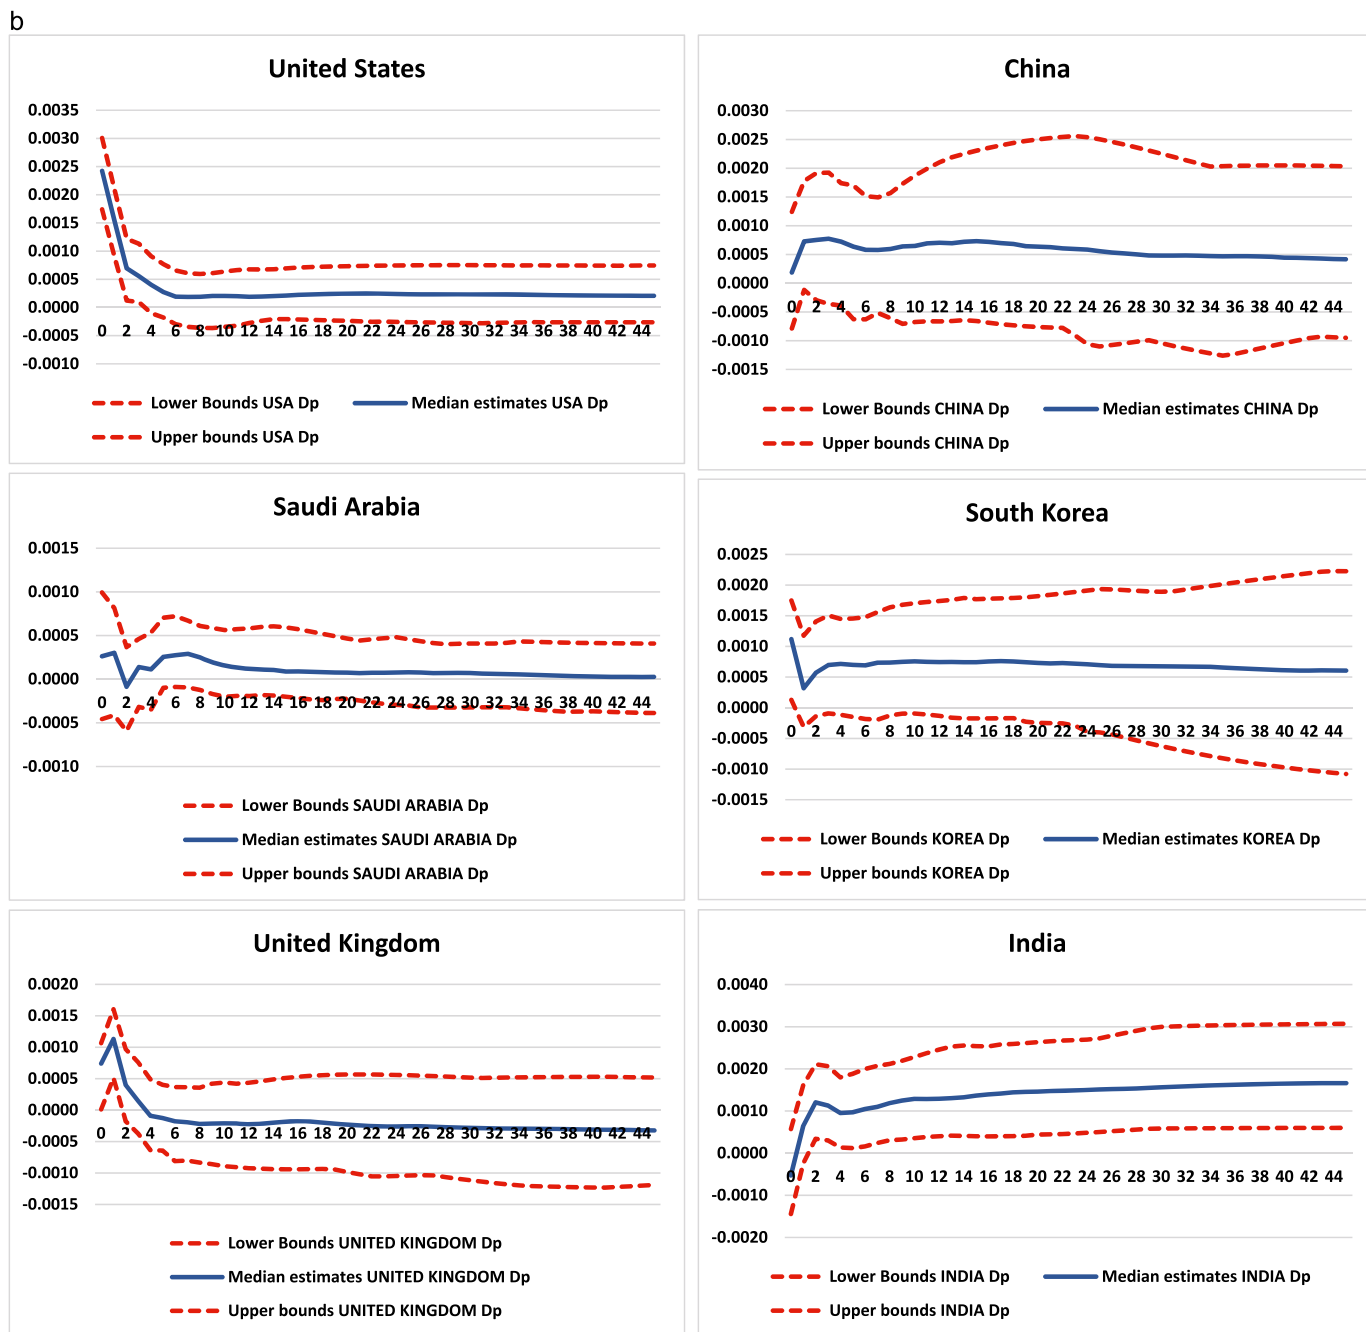 b
United States
0.0035
0.0030
0.0025
0.0020
0.0015
0.0010
0.0005
0.0000
-0.0005
-0.0010
0 2 4 6 8 10 12 14 16 18 20 22 24 26 28 30 32 34 36 38 40 42 44
Lower Bounds USA Dp
Median estimates USA Dp
Upper bounds USA Dp
China
0.0030
0.0025
0.0020
0.0015
0.0010
0.0005
0.0000
-0.0005
-0.0010
-0.0015
0 2 4 6 8 10 12 14 16 18 20 22 24 26 28 30 32 34 36 38 40 42 44
Lower Bounds CHINA Dp
Median estimates CHINA Dp
Upper bounds CHINA Dp
Saudi Arabia
0.0015
0.0010
0.0005
0.0000
-0.0005
-0.0010
0 2 4 6 8 10 12 14 16 18 20 22 24 26 28 30 32 34 36 38 40 42 44
Lower Bounds SAUDI ARABIA Dp
Median estimates SAUDI ARABIA Dp
Upper bounds SAUDI ARABIA Dp
South Korea
0.0025
0.0020
0.0015
0.0010
0.0005
0.0000
-0.0005
-0.0010
-0.0015
0 2 4 6 8 10 12 14 16 18 20 22 24 26 28 30 32 34 36 38 40 42 44
Lower Bounds KOREA Dp
Median estimates KOREA Dp
Upper bounds KOREA Dp
United Kingdom
0.0020
0.0015
0.0010
0.0005
0.0000
-0.0005
-0.0010
-0.0015
0 2 4 6 8 10 12 14 16 18 20 22 24 26 28 30 32 34 36 38 40 42 44
Lower Bounds UNITED KINGDOM Dp
Median estimates UNITED KINGDOM Dp
Upper bounds UNITED KINGDOM Dp
India
0.0040
0.0030
0.0020
0.0010
0.0000
-0.0010
-0.0020
0 2 4 6 8 10 12 14 16 18 20 22 24 26 28 30 32 34 36 38 40 42 44
Lower Bounds INDIA Dp
Median estimates INDIA Dp
Upper bounds INDIA Dp